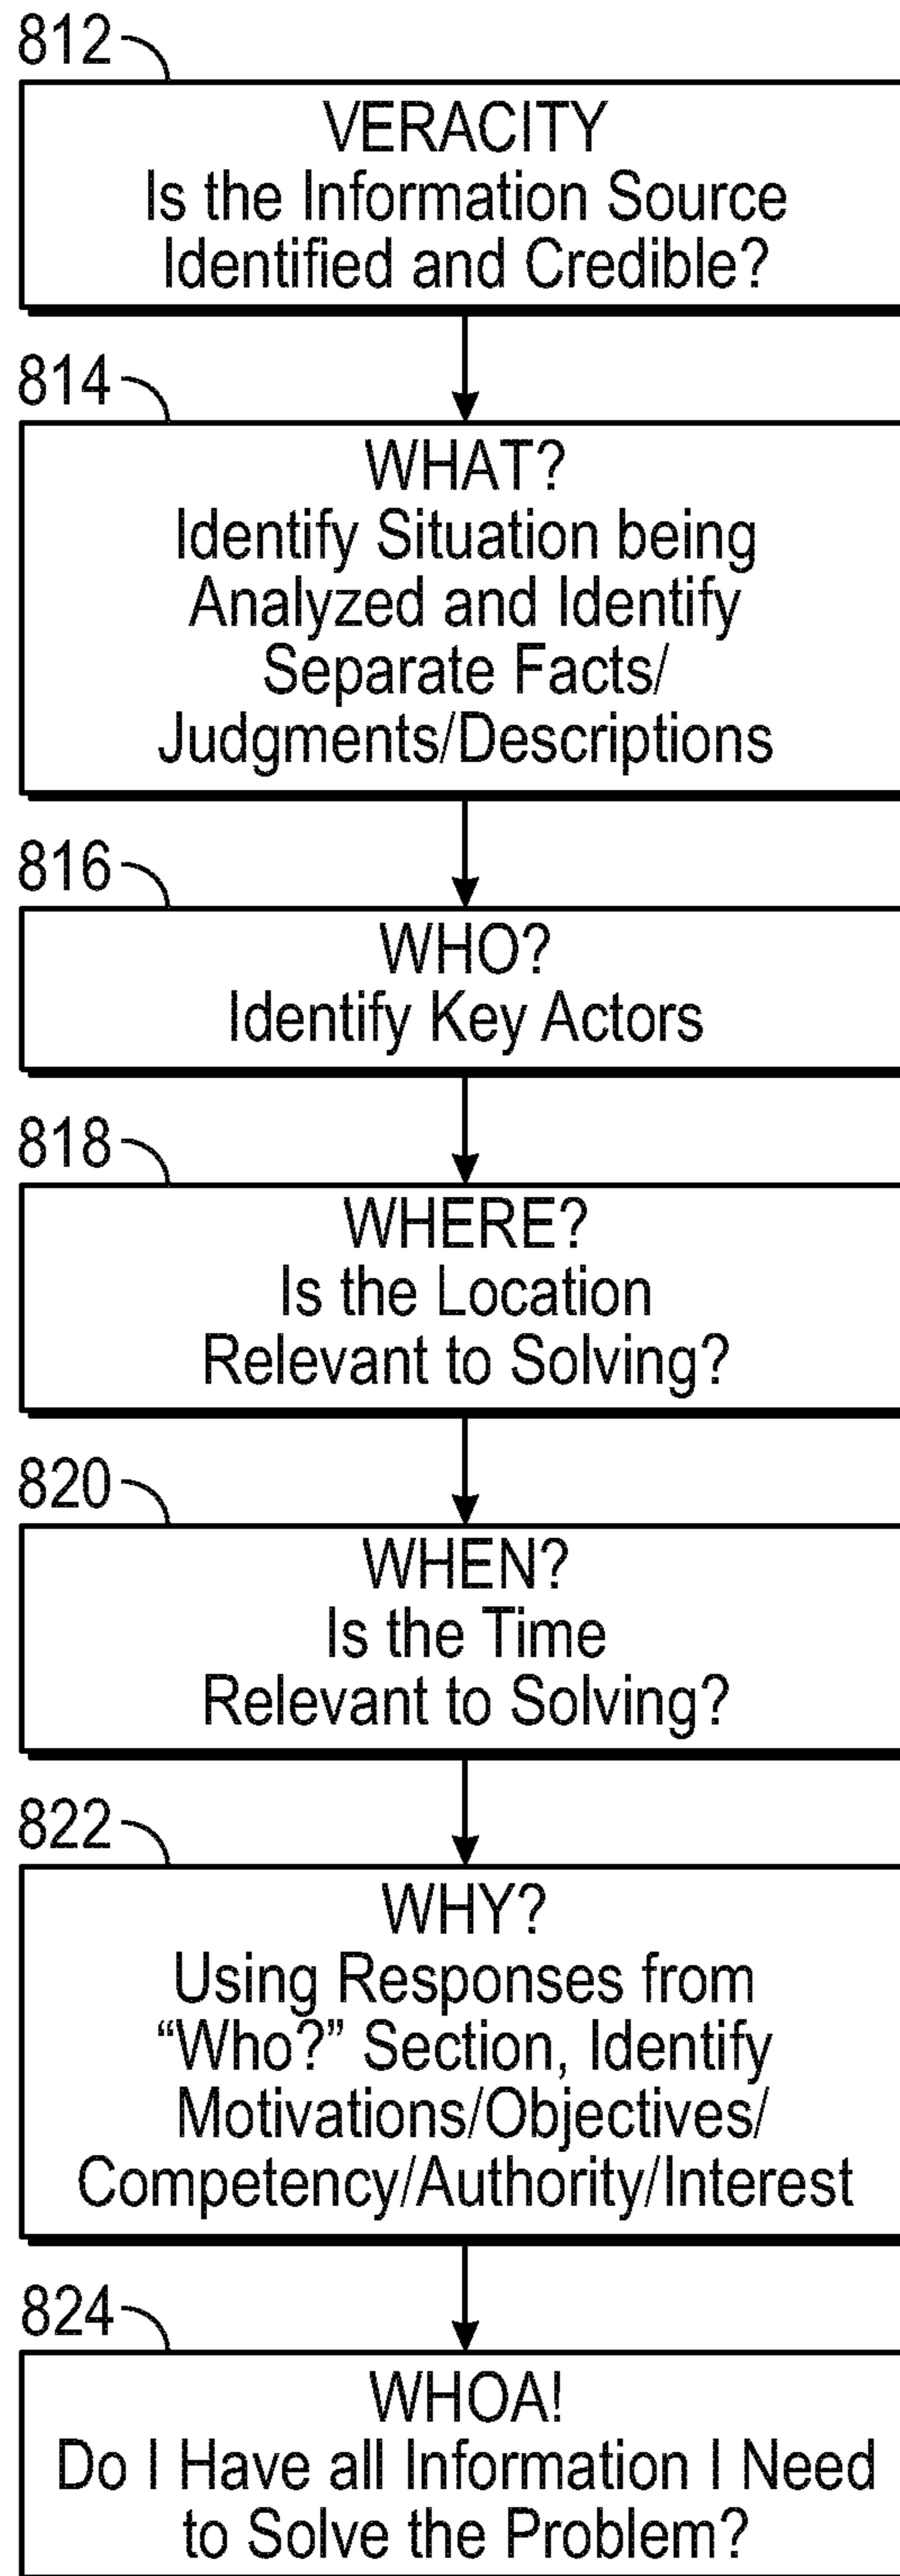 812
VERACITY
Is the Information Source
Identified and Credible?
814
WHAT?
Identify Situation being
Analyzed and Identify
Separate Facts/
Judgments/Descriptions
816
WHO?
Identify Key Actors
818
WHERE?
Is the Location
Relevant to Solving?
820
WHEN?
Is the Time
Relevant to Solving?
822
WHY?
Using Responses from
“Who?” Section, Identify
Motivations/Objectives/
Competency/Authority/Interest
824
WHOA!
Do I Have all Information I Need
to Solve the Problem?